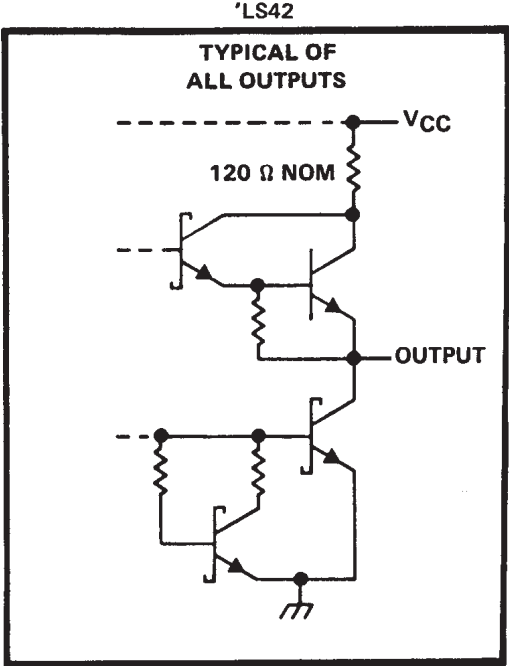 'LS42
TYPICAL OF
ALL OUTPUTS
VCC
120 Ω NOM
OUTPUT